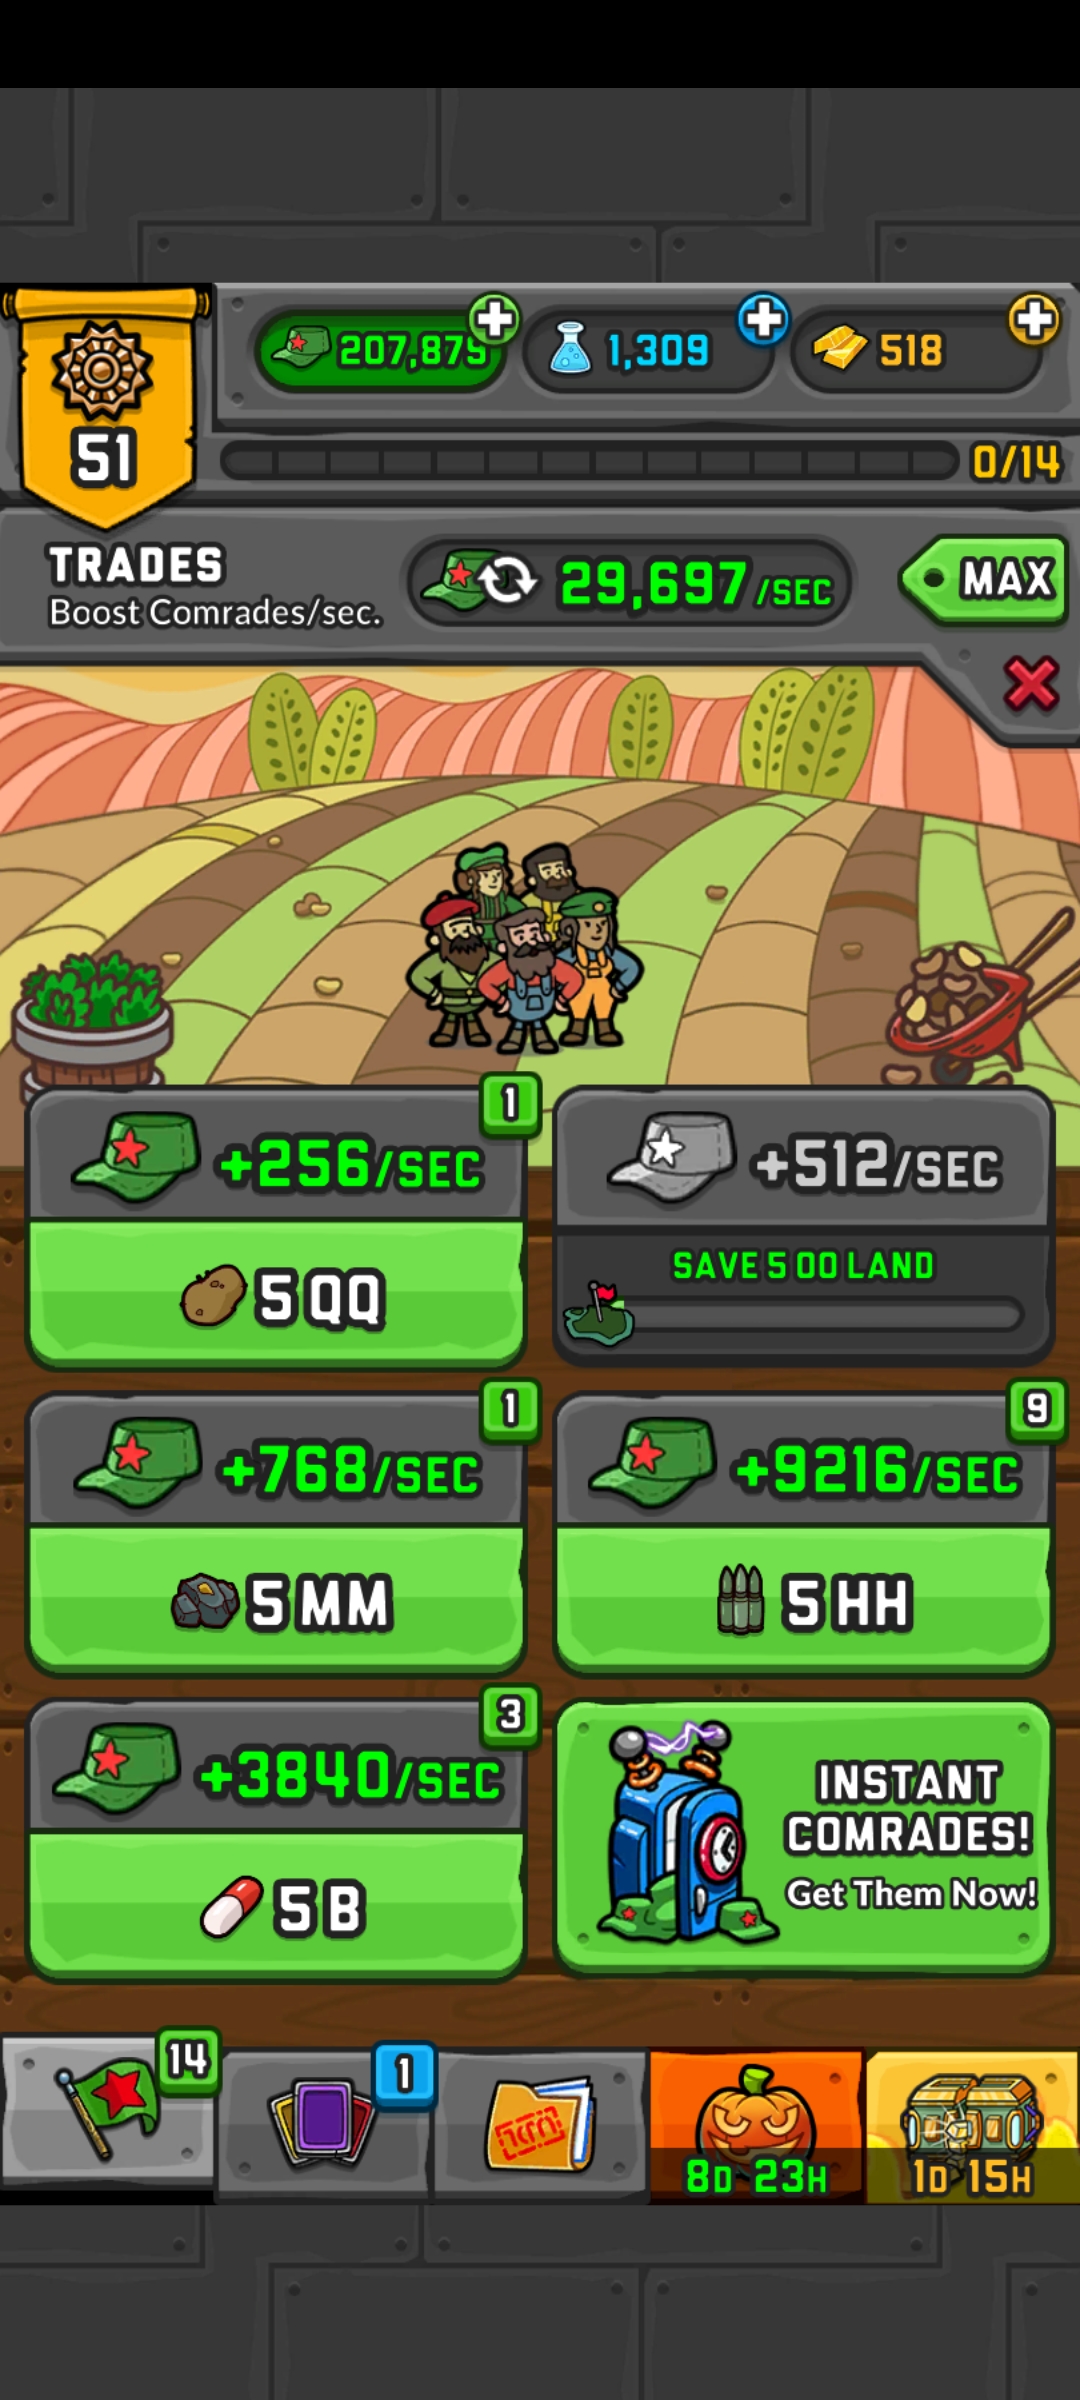 207,879
1,309
518
51
0/14
TRADES
Boost Comrades/sec.
29,697/SEC
MAX
1
+256/SEC
5 QQ
+512/SEC
SAVE 5 OO LAND
1
+768/SEC
5 MM
9
+9216/SEC
5 HH
3
+3840/SEC
5 B
INSTANT
COMRADES!
Get Them Now!
14
1
8D 23H
1D 15H